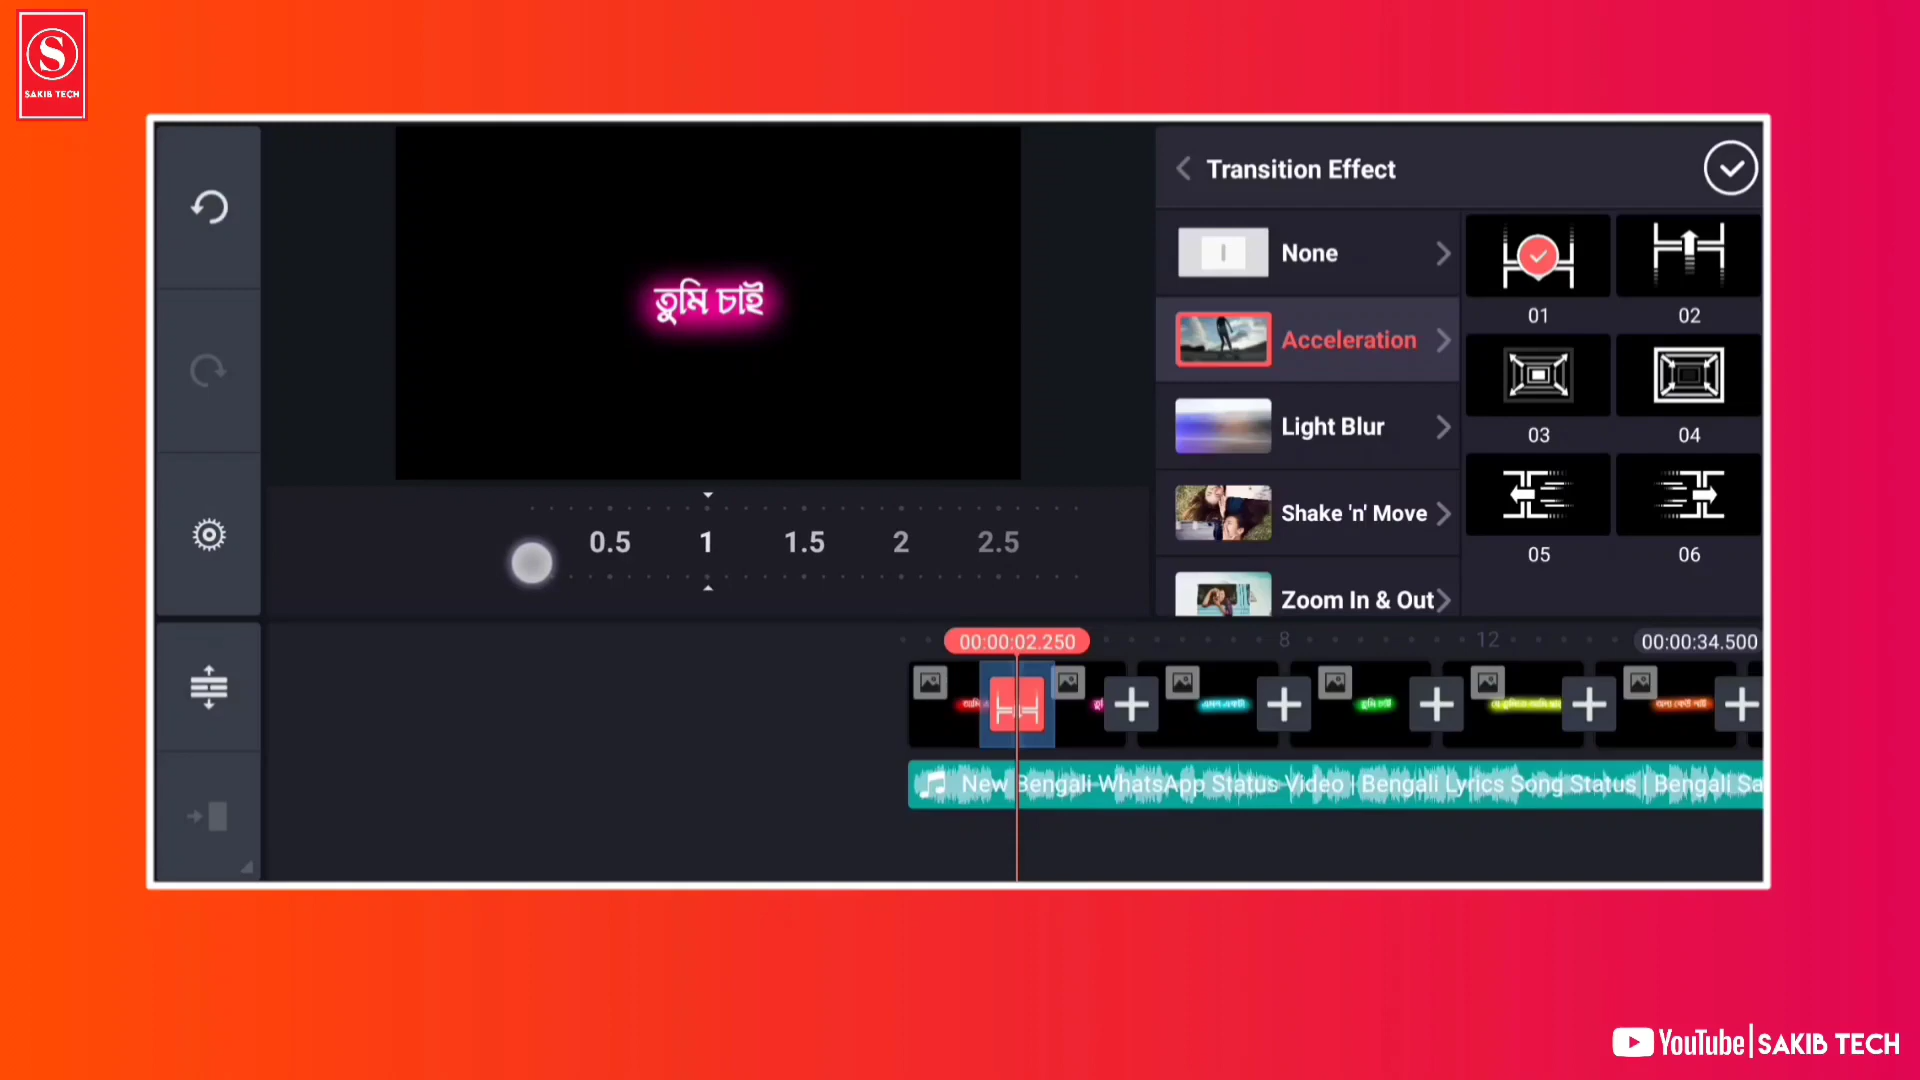 S
SAKIB TECH
তুমি চাই
Transition Effect
None
Acceleration
Light Blur
Shake 'n' Move
Zoom In & Out
01
02
03
04
05
06
0.5
1
1.5
2
2.5
00:00:02.250
8
12
00:00:34.500
এমন একটা
তুমি চাই
New Bengali WhatsApp Status Video | Bengali Lyrics Song Status | Bengali Sa
YouTube | SAKIB TECH